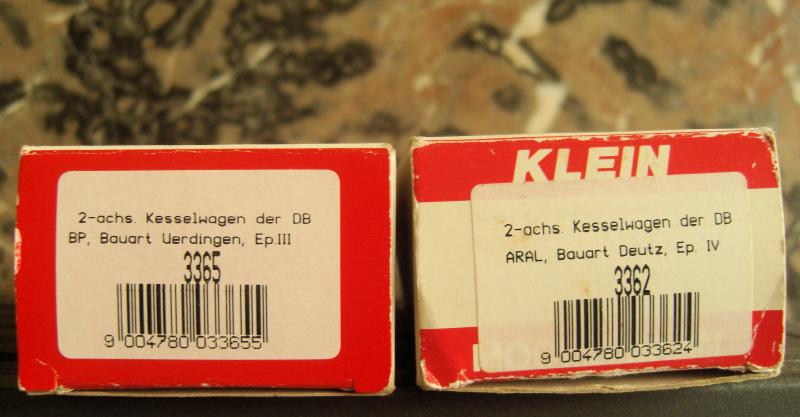 2-achs. Kesselwagen der DB
BP, Bauart Uerdingen, Ep.III
3365
9 004780 033655
KLEIN
2-achs. Kesselwagen der DB
ARAL, Bauart Deutz, Ep. IV
3362
9 004780 033624